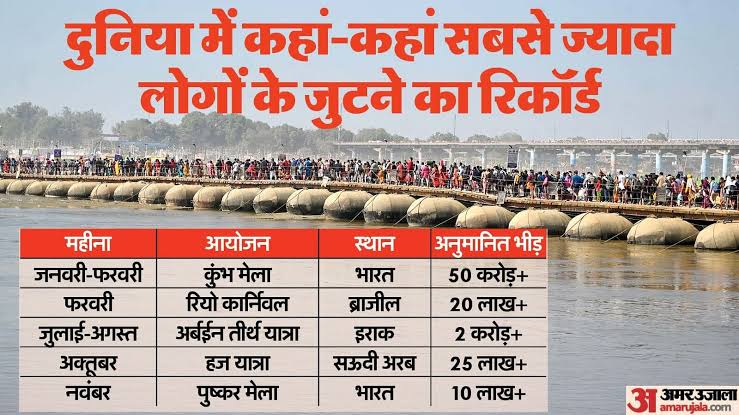 दुनिया में कहां-कहां सबसे ज्यादा
लोगों के जुटने का रिकॉर्ड
महीना आयोजन स्थान अनुमानित भीड़
जनवरी-फरवरी कुंभ मेला भारत 50 करोड़+
फरवरी रियो कार्निवल ब्राजील 20 लाख+
जुलाई-अगस्त अर्बईन तीर्थ यात्रा इराक 2 करोड़+
अक्तूबर हज यात्रा सऊदी अरब 25 लाख+
नवंबर पुष्कर मेला भारत 10 लाख+
अ अमर उजाला
amarujala.com